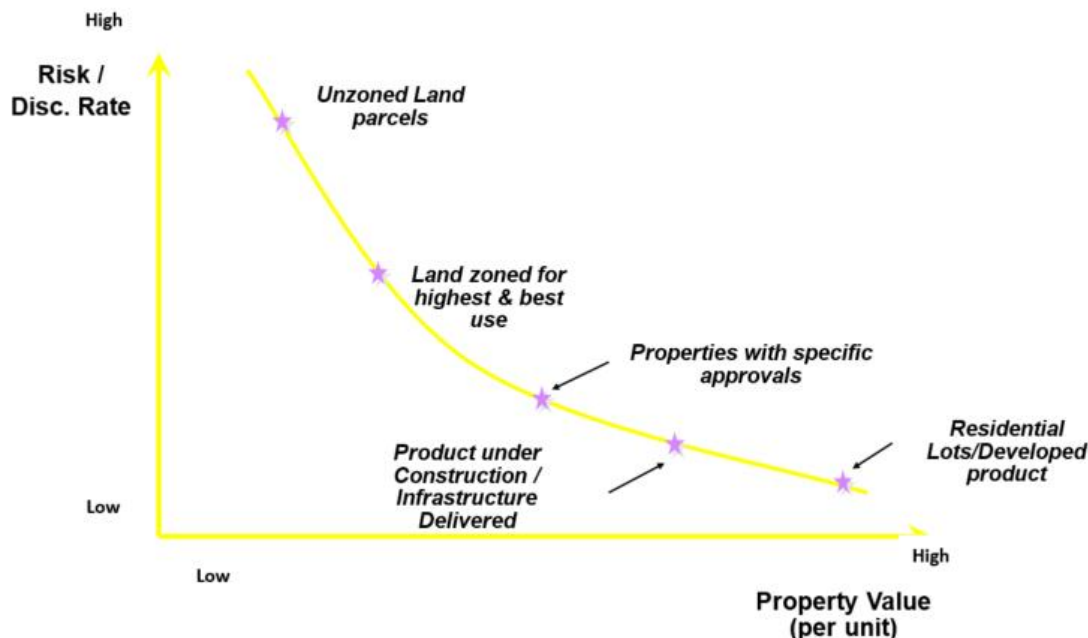 High
Risk /
Disc. Rate
Unzoned Land
parcels
Land zoned for
highest & best
use
Properties with specific
approvals
Product under
Construction /
Infrastructure
Delivered
Residential
Lots/Developed
product
Low
High
Low
Property Value
(per unit)